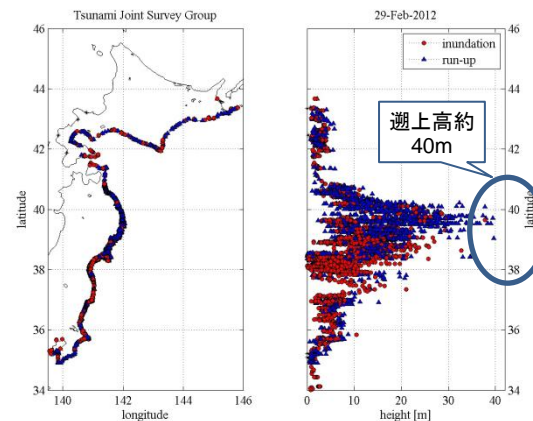 Tsunami Joint Survey Group
46
44
42
40
38
36
34
latitude
140
142
144
146
longitude
29-Feb-2012
46
44
42
40
38
36
34
latitude
inundation
run-up
遡上高約
40m
0
10
20
30
40
height [m]